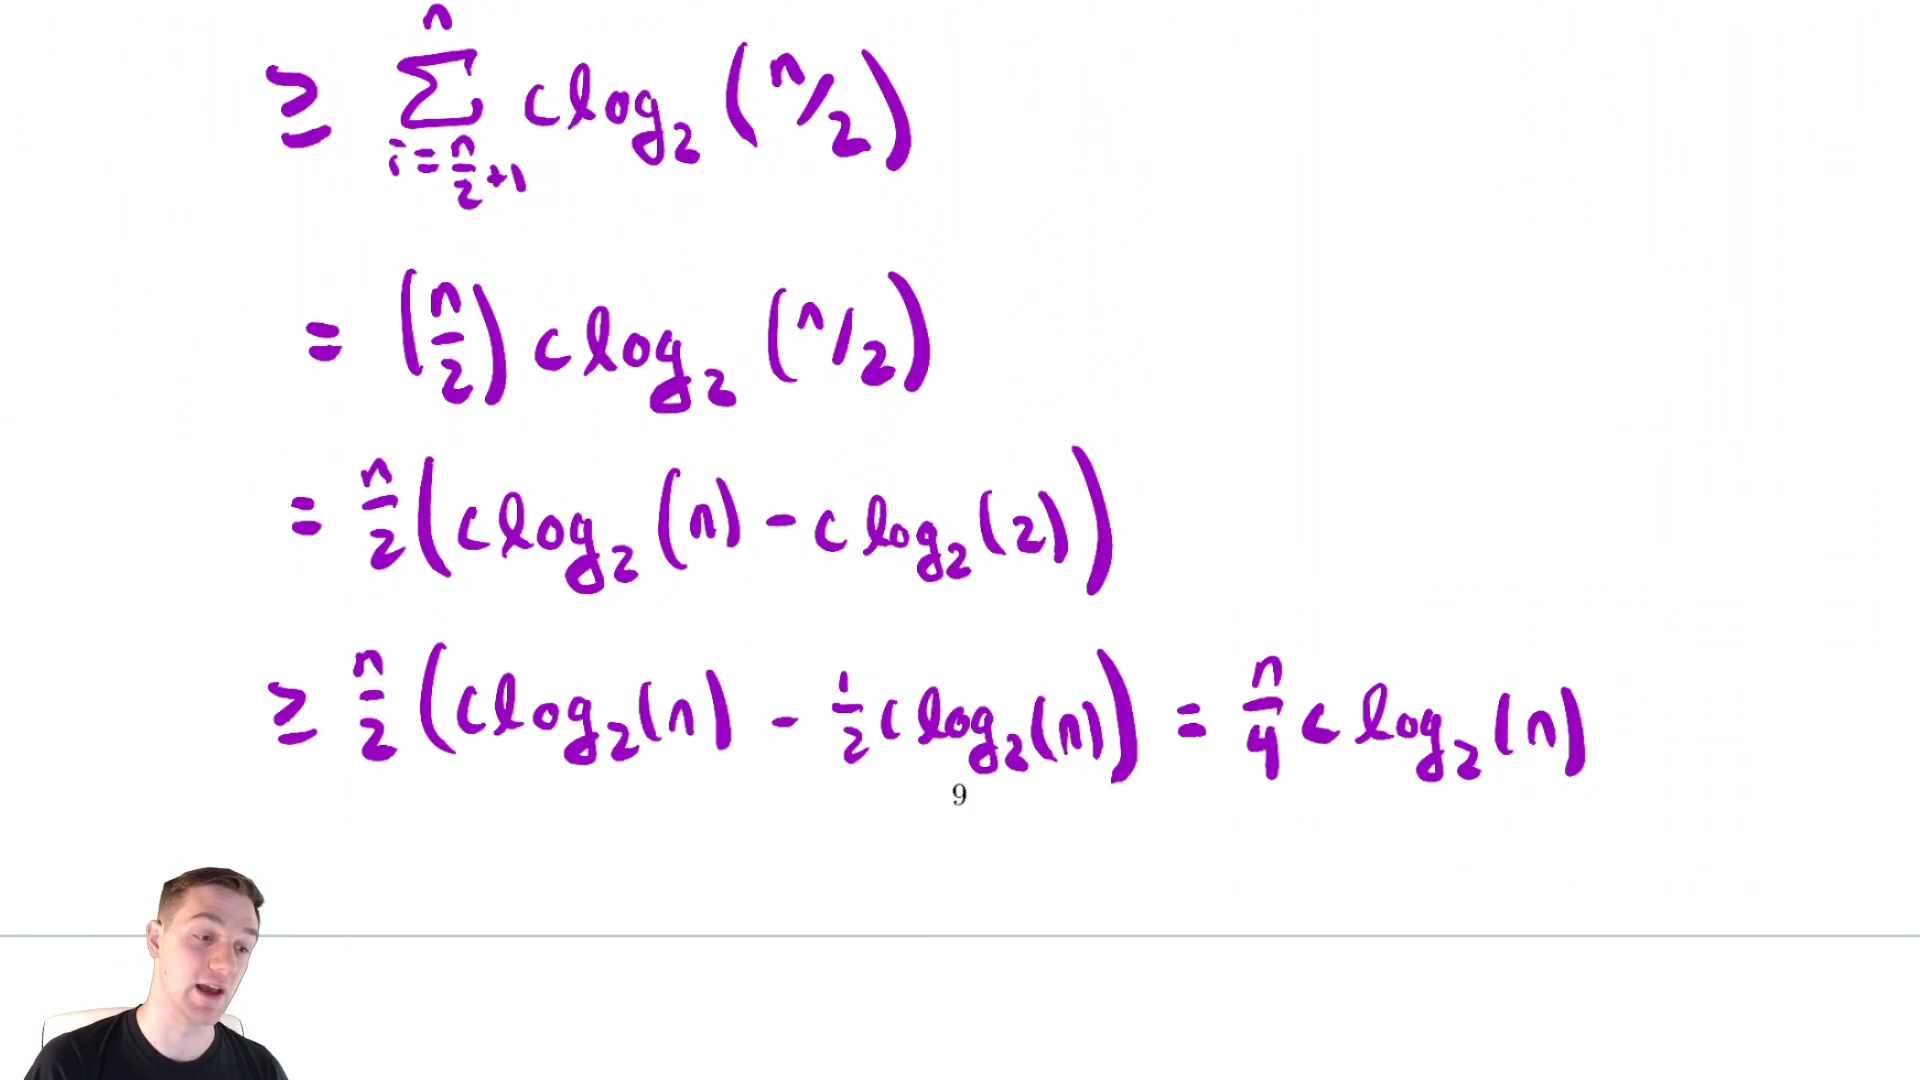 ≥ ∑_{i=n/2+1}^{n} c log₂ (n/2)
= (n/2) c log₂ (n/2)
= n/2 (c log₂ (n) - c log₂ (2))
≥ n/2 (c log₂ (n) - 1/2 c log₂ (n)) = n/4 c log₂ (n)
9